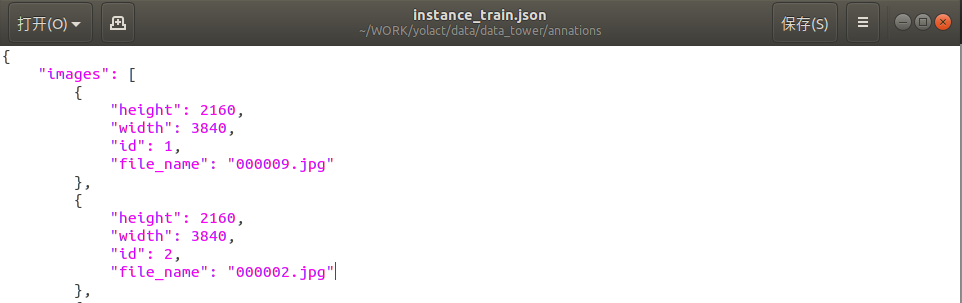 打开(O)
instance_train.json
~/WORK/yolact/data/data_tower/annations
保存(S)
{
    "images": [
        {
            "height": 2160,
            "width": 3840,
            "id": 1,
            "file_name": "000009.jpg"
        },
        {
            "height": 2160,
            "width": 3840,
            "id": 2,
            "file_name": "000002.jpg"
        },